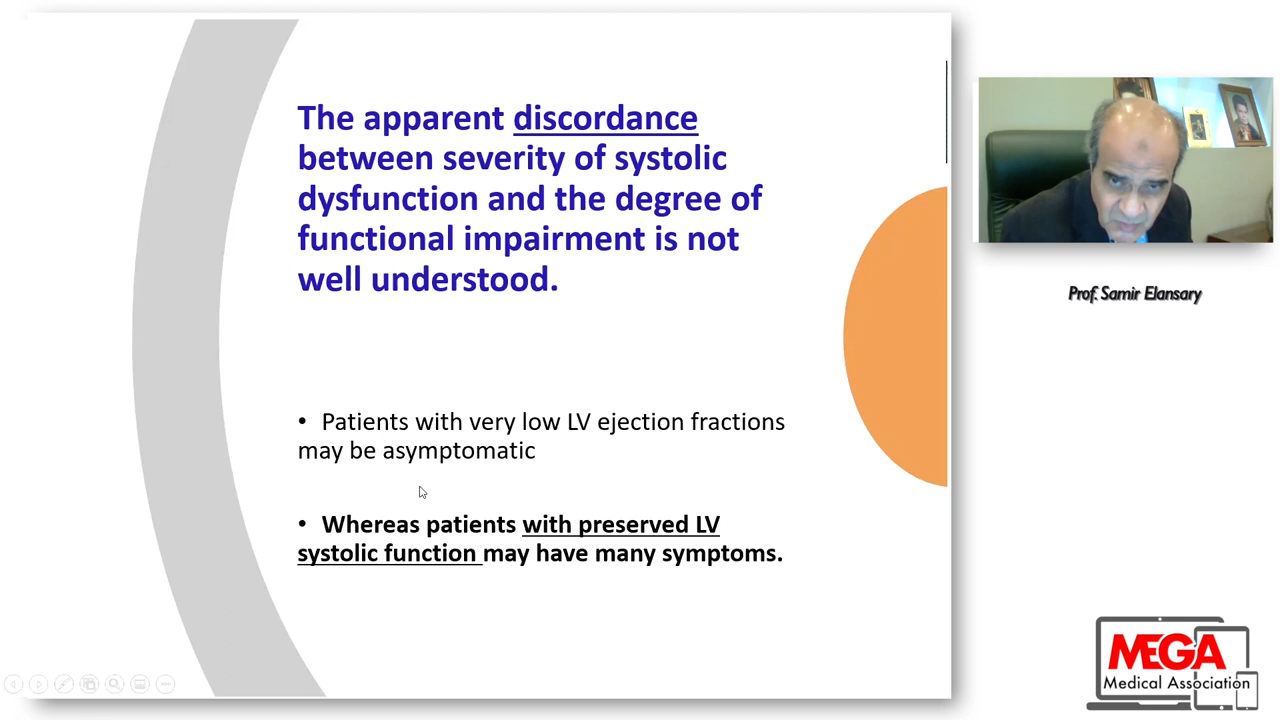 The apparent discordance
between severity of systolic
dysfunction and the degree of
functional impairment is not
well understood.
• Patients with very low LV ejection fractions
may be asymptomatic
• Whereas patients with preserved LV
systolic function may have many symptoms.
Prof. Samir Elansary
MEGA
Medical Association